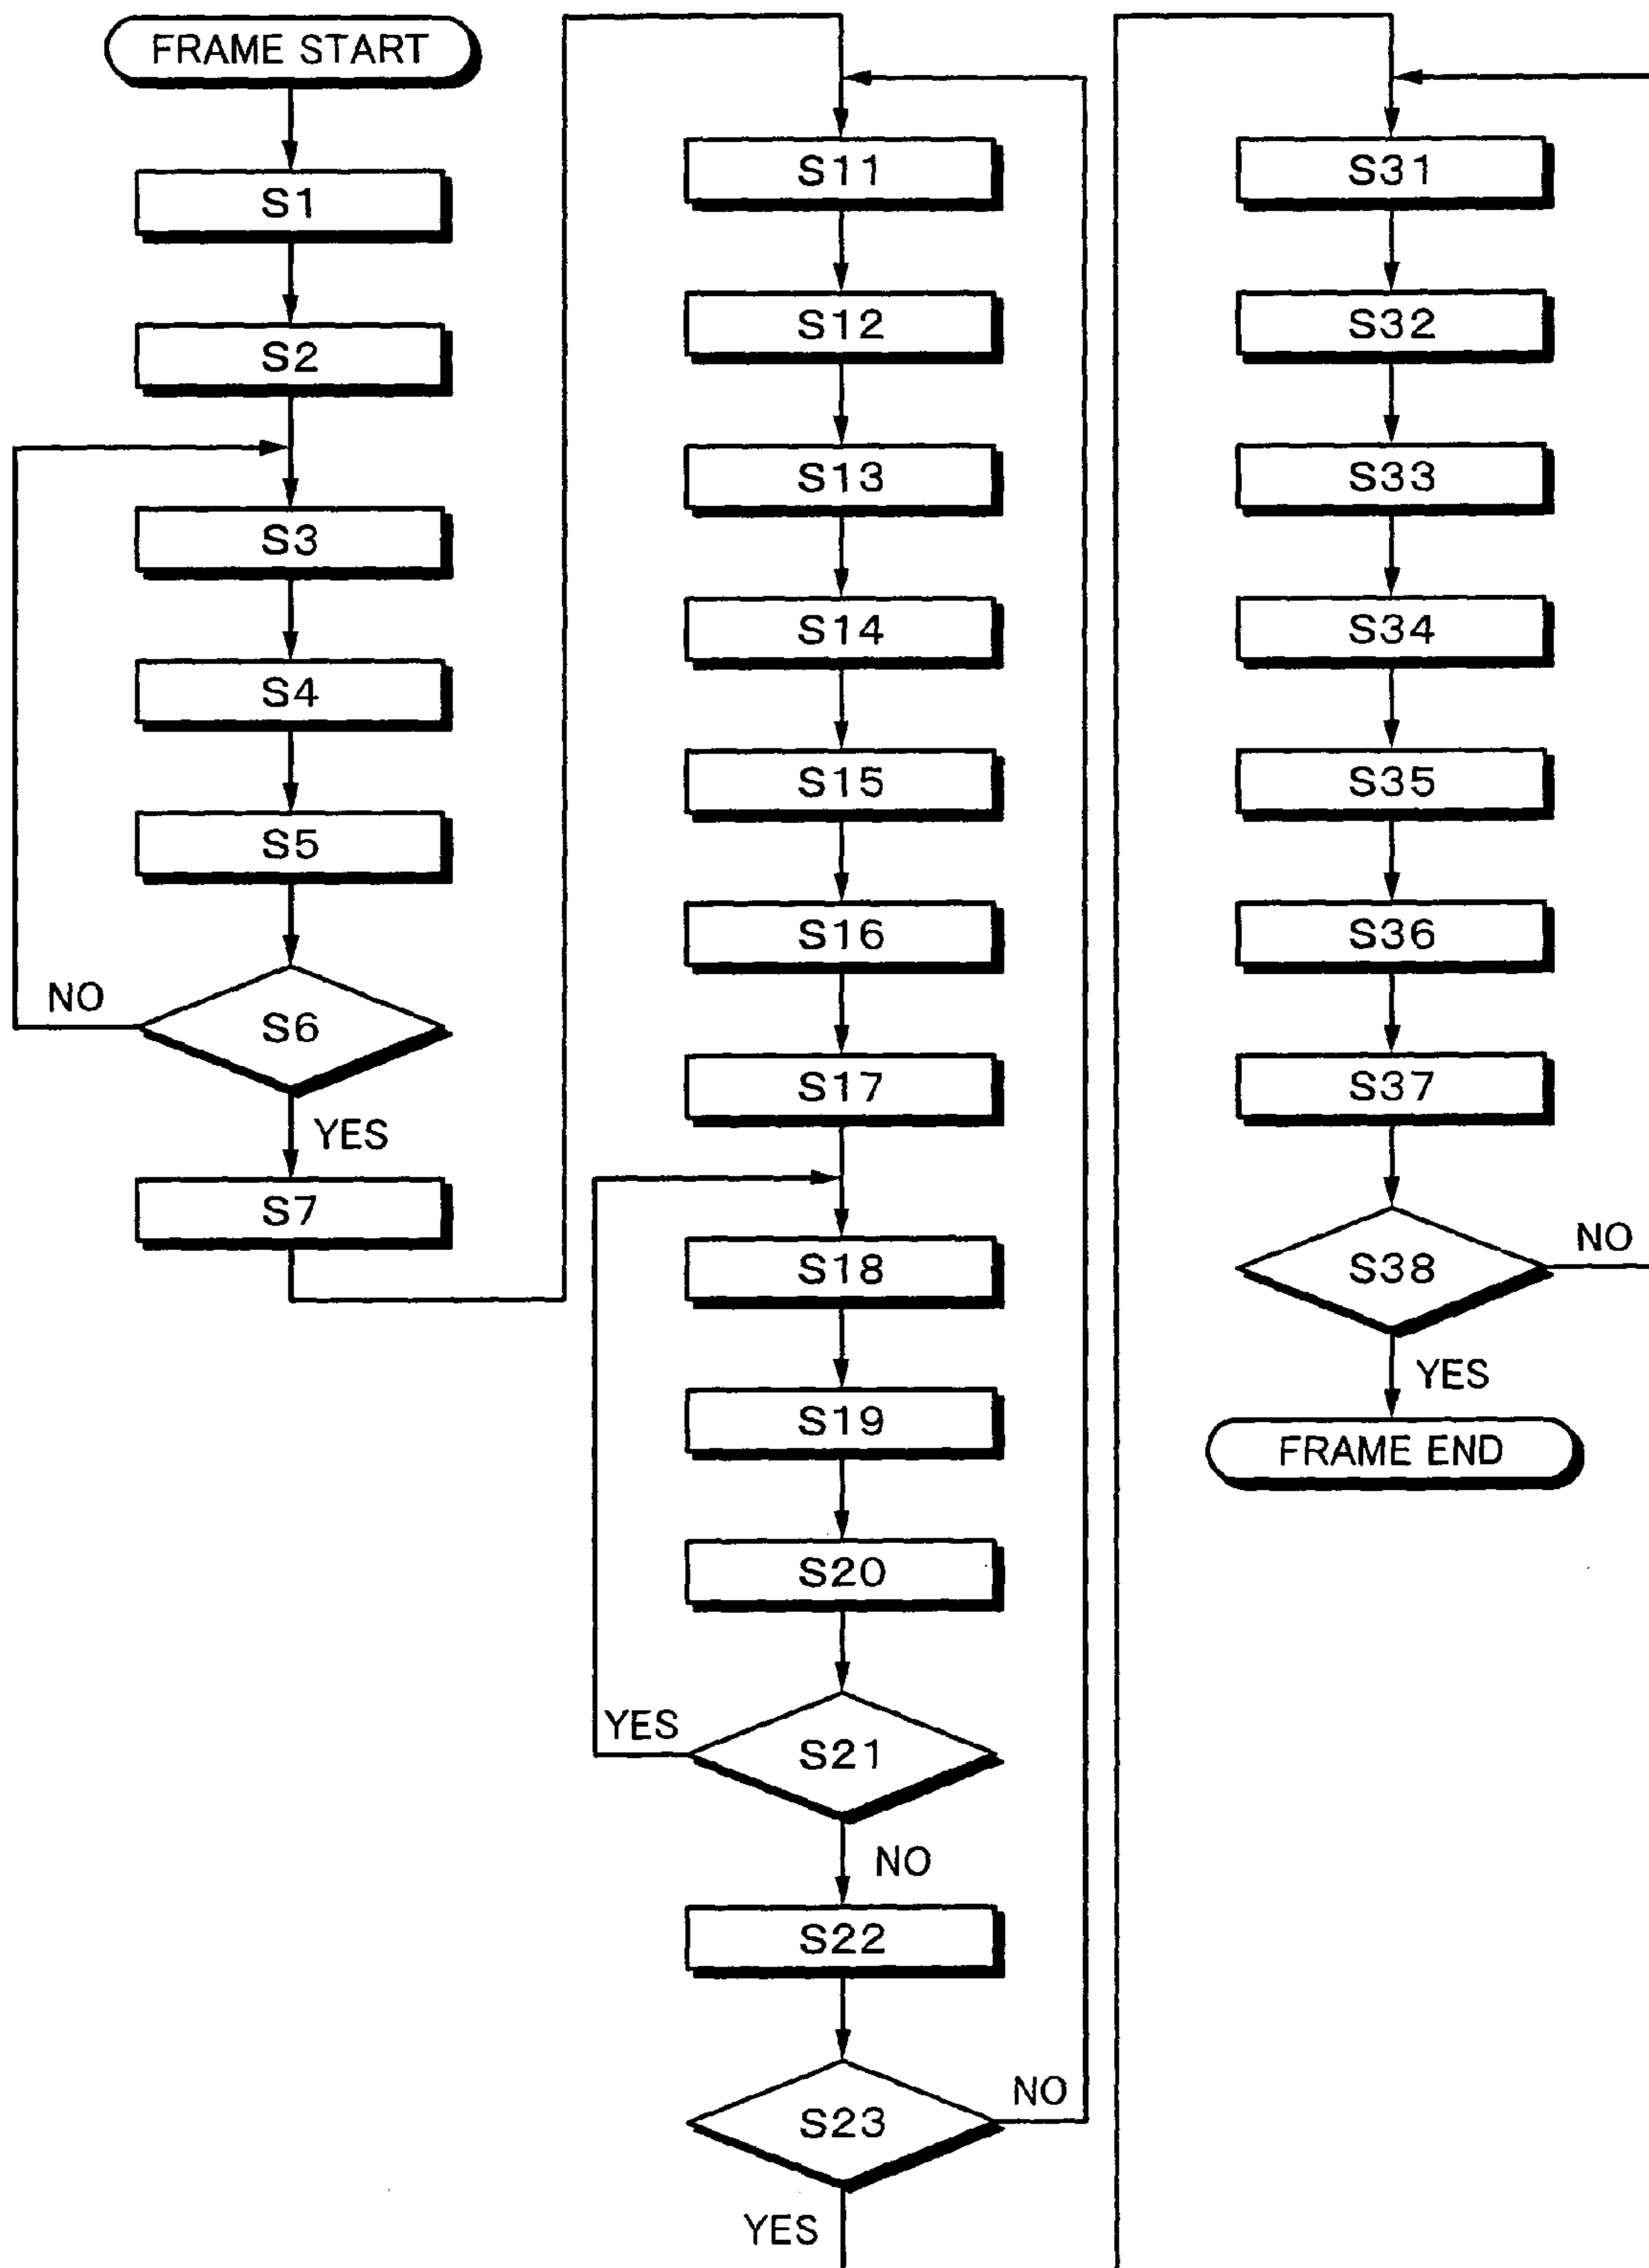 FRAME START
S1
S2
S3
S4
S5
NO
S6
YES
S7
S11
S12
S13
S14
S15
S16
S17
S18
S19
S20
YES
S21
NO
S22
NO
S23
YES
S31
S32
S33
S34
S35
S36
S37
NO
S38
YES
FRAME END